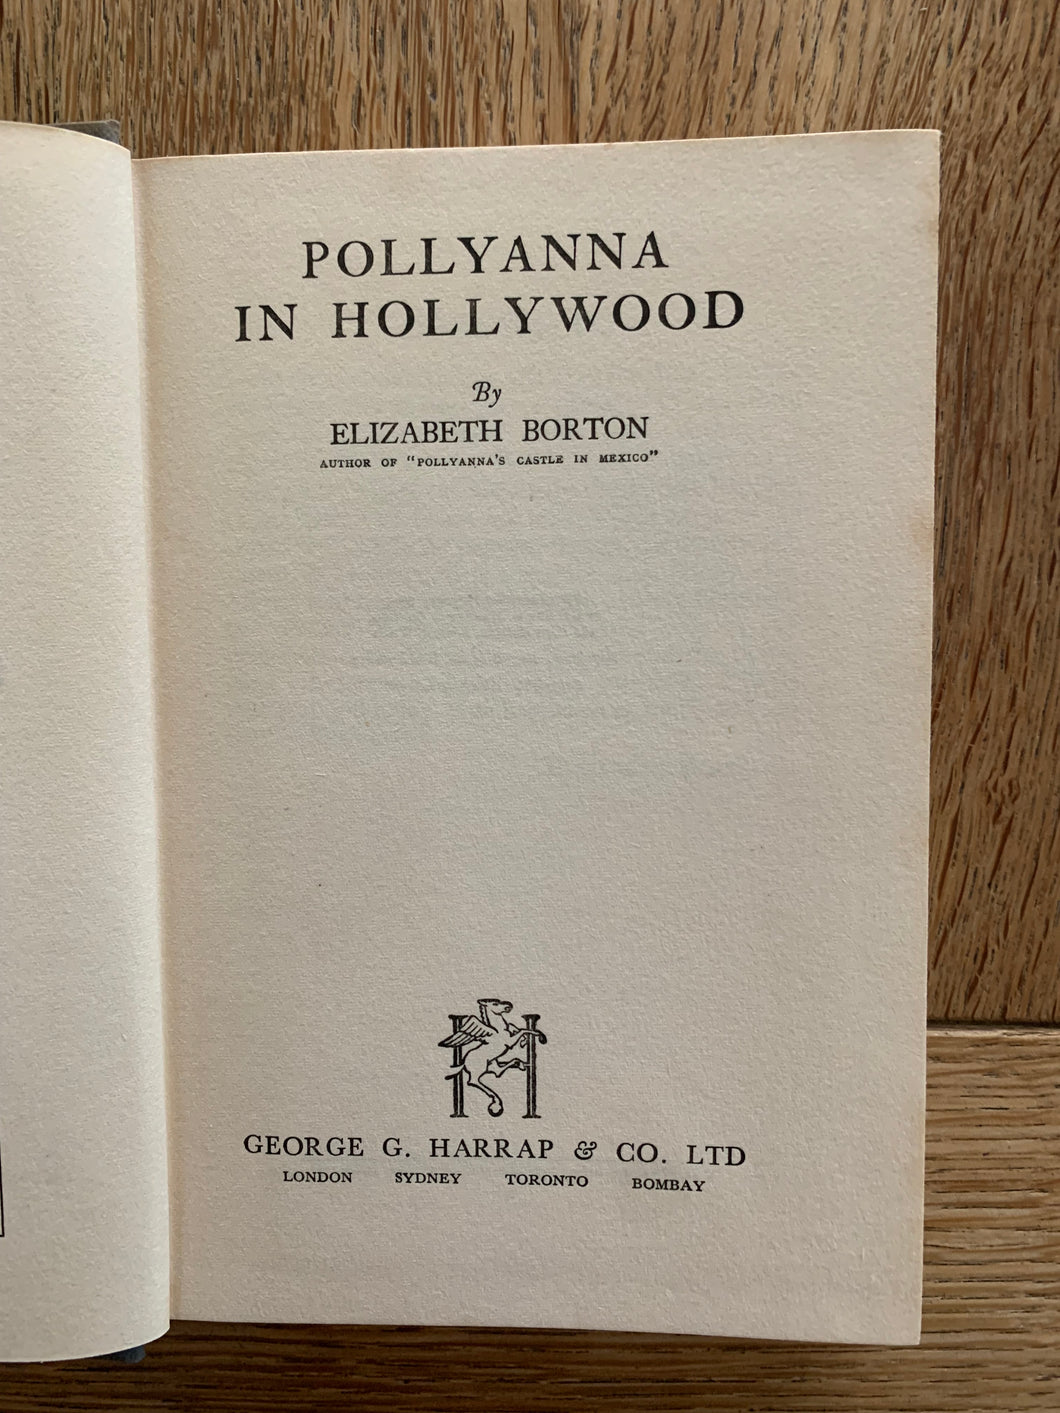 POLLYANNA
IN HOLLYWOOD
By
ELIZABETH BORTON
AUTHOR OF "POLLYANNA'S CASTLE IN MEXICO"
H
GEORGE G. HARRAP & CO. LTD
LONDON SYDNEY TORONTO BOMBAY